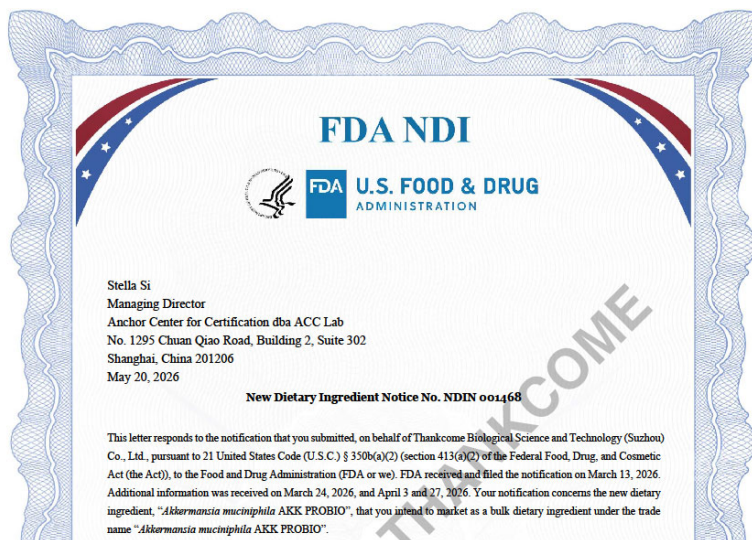 FDA NDI
FDA U.S. FOOD & DRUG
ADMINISTRATION
Stella Si
Managing Director
Anchor Center for Certification dba ACC Lab
No. 1295 Chuan Qiao Road, Building 2, Suite 302
Shanghai, China 201206
May 20, 2026
New Dietary Ingredient Notice No. NDIN 001468
This letter responds to the notification that you submitted, on behalf of Thankcome Biological Science and Technology (Suzhou)
Co., Ltd., pursuant to 21 United States Code (U.S.C.) § 350b(a)(2) (section 413(a)(2) of the Federal Food, Drug, and Cosmetic
Act (the Act)), to the Food and Drug Administration (FDA or we). FDA received and filed the notification on March 13, 2026.
Additional information was received on March 24, 2026, and April 3 and 27, 2026. Your notification concerns the new dietary
ingredient, “Akkermansia muciniphila AKK PROBIO”, that you intend to market as a bulk dietary ingredient under the trade
name “Akkermansia muciniphila AKK PROBIO”.
THANKCOME